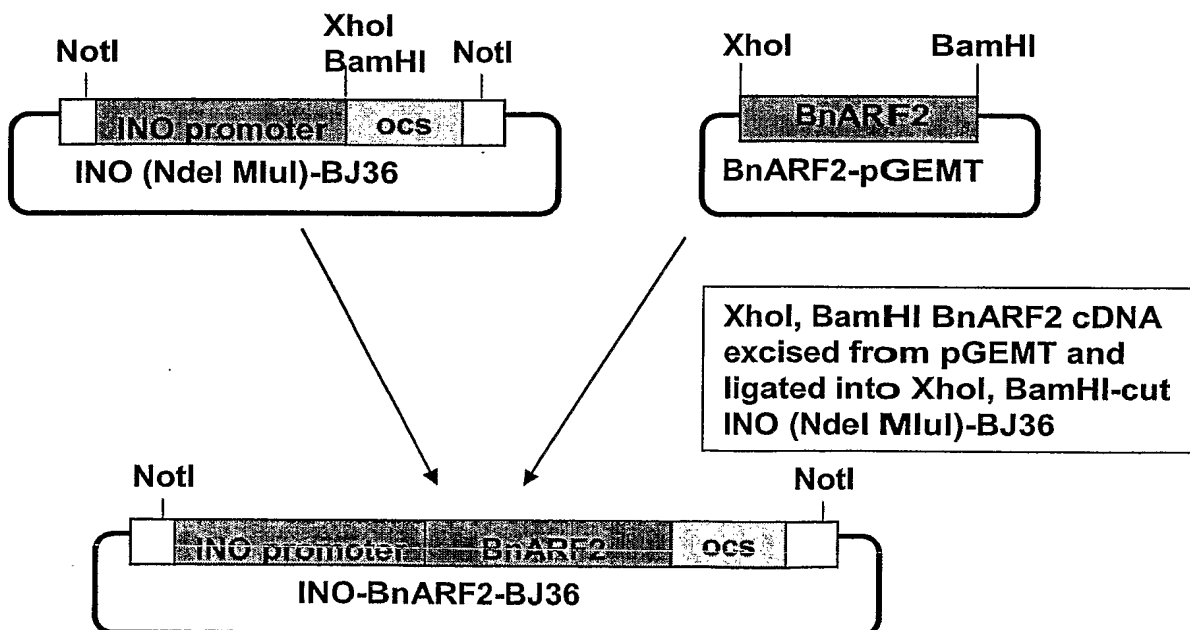 XhoI
NotI
BamHI
NotI
INO promoter
ocs
INO (NdeI MluI)-BJ36
XhoI
BamHI
BnARF2
BnARF2-pGEMT
XhoI, BamHI BnARF2 cDNA
excised from pGEMT and
ligated into XhoI, BamHI-cut
INO (NdeI MluI)-BJ36
NotI
NotI
INO promoter
BnARF2
ocs
INO-BnARF2-BJ36